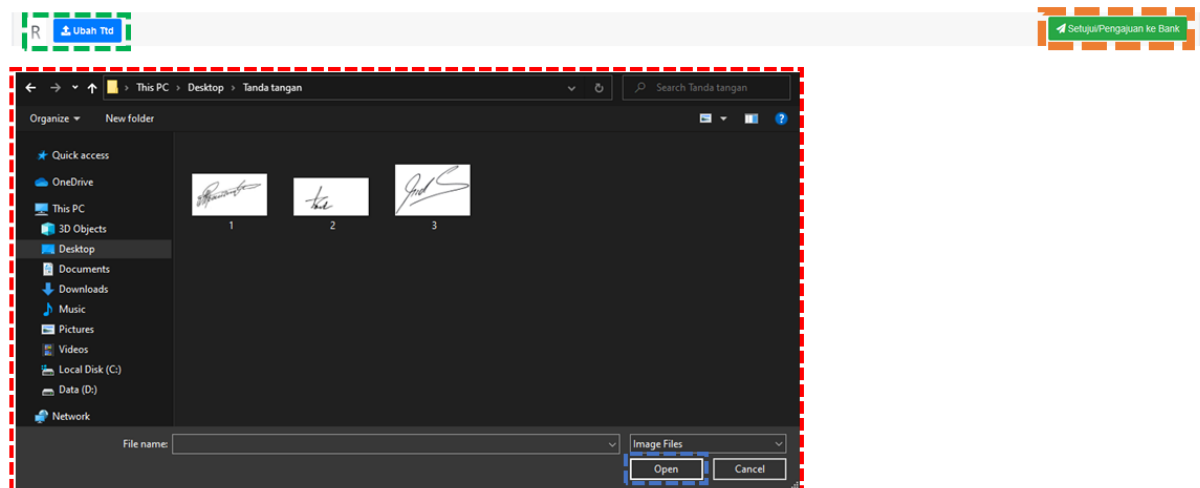 R Ubah Ttd
Setujui/Pengajuan ke Bank
This PC > Desktop > Tanda tangan
Search Tanda tangan
Organize
New folder
?
Quick access
OneDrive
This PC
3D Objects
Desktop
Documents
Downloads
Music
Pictures
Videos
Local Disk (C:)
Data (D:)
Network
1 2 3
File name:
Image Files
Open
Cancel